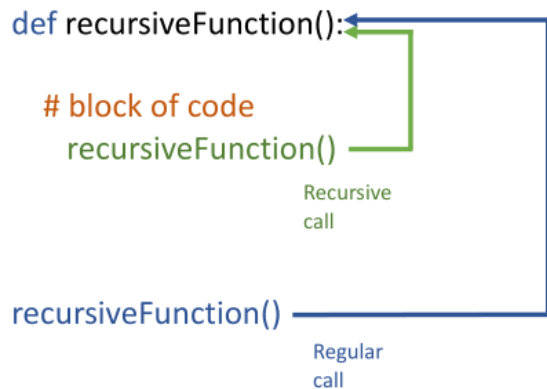 def recursiveFunction():
# block of code
recursiveFunction()
Recursive
call
recursiveFunction()
Regular
call